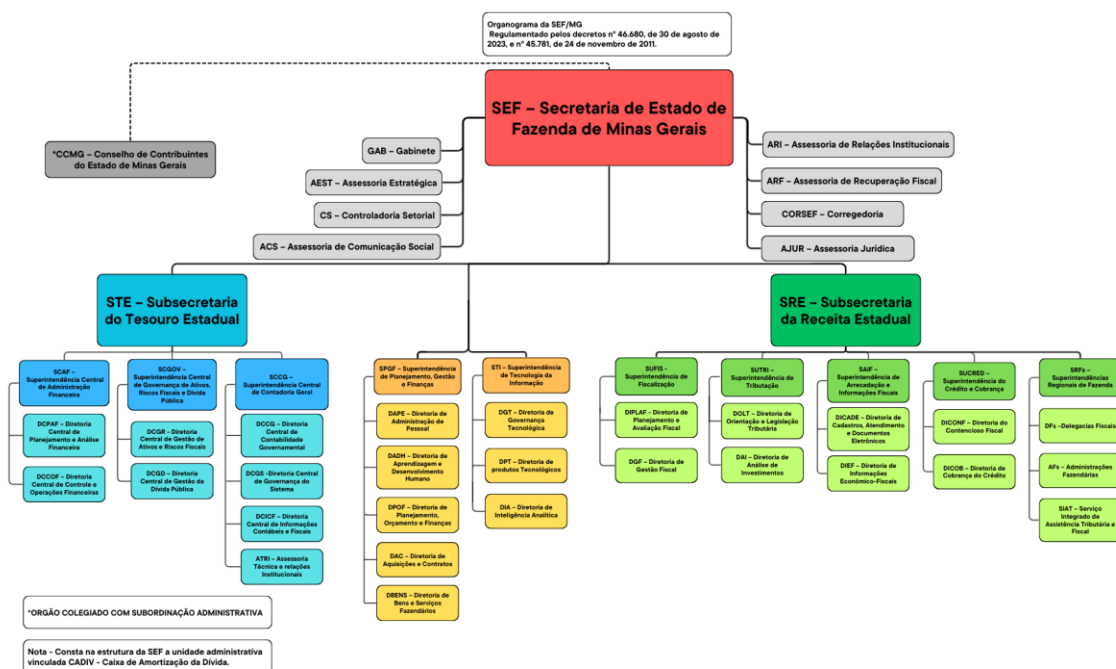 Organograma da SEF/MG
Regulamentado pelos decretos n° 46.680, de 30 de agosto de
2023, e n° 45.781, de 24 de novembro de 2011.
SEF – Secretaria de Estado de
Fazenda de Minas Gerais
*CCMG – Conselho de Contribuintes
do Estado de Minas Gerais
GAB – Gabinete
AEST – Assessoria Estratégica
CS – Controladoria Setorial
ACS – Assessoria de Comunicação Social
ARI – Assessoria de Relações Institucionais
ARF – Assessoria de Recuperação Fiscal
CORSEF – Corregedoria
AJUR – Assessoria Jurídica
STE – Subsecretaria
do Tesouro Estadual
SRE – Subsecretaria
da Receita Estadual
SCAF –
Superintendência Central
de Administração
Financeira
DCPAF – Diretoria
Central de
Planejamento e Análise
Financeira
DCCOF – Diretoria
Central de Controle e
Operações Financeiras
SCGOV –
Superintendência Central
de Governança de Ativos,
Riscos Fiscais e Dívida
Pública
DCGR – Diretoria
Central de Gestão de
Ativos e Riscos Fiscais
DCGD – Diretoria
Central de Gestão da
Dívida Pública
SCCG –
Superintendência Central
de Contadoria Geral
DCCG – Diretoria
Central de
Contabilidade
Governamental
DCGS -Diretoria Central
de Governança do
Sistema
DCICF – Diretoria
Central de Informações
Contábeis e Fiscais
ATRI – Assessoria
Técnica e relações
Institucionais
SPGF – Superintendência
de Planejamento, Gestão
e Finanças
DAPE – Diretoria de
Administração de
Pessoal
DADH – Diretoria de
Aprendizagem e
Desenvolvimento
Humano
DPOF – Diretoria de
Planejamento,
Orçamento e Finanças
DAC – Diretoria de
Aquisições e Contratos
DBENS – Diretoria de
Bens e Serviços
Fazendários
STI – Superintendência
de Tecnologia da
Informação
DGT – Diretoria de
Governança
Tecnológica
DPT – Diretoria de
produtos Tecnológicos
DIA – Diretoria de
Inteligência Analítica
SUFIS –
Superintendência de
Fiscalização
DIPLAF – Diretoria
de Planejamento e
Avaliação Fiscal
DGF – Diretoria de
Gestão Fiscal
SUTRI –
Superintendência de
Tributação
DOLT – Diretoria de
Orientação e Legislação
Tributária
DAI – Diretoria de
Análise de
Investimentos
SAIF –
Superintendência de
Arrecadação e
Informações Fiscais
DICADE – Diretoria de
Cadastros, Atendimento
e Documentos
Eletrônicos
DIEF – Diretoria de
Informações
Econômico-Fiscais
SUCRED –
Superintendência do
Crédito e Cobrança
DICONF – Diretoria do
Contencioso Fiscal
DICOB – Diretoria de
Cobrança do Crédito
SRFs –
Superintendências
Regionais de Fazenda
DFs –Delegacias Fiscais
AFs – Administrações
Fazendárias
SIAT – Serviço
Integrado de
Assistência Tributária e
Fiscal
*ORGÃO COLEGIADO COM SUBORDINAÇÃO ADMINISTRATIVA
Nota - Consta na estrutura da SEF a unidade administrativa
vinculada CADIV - Caixa de Amortização da Dívida.